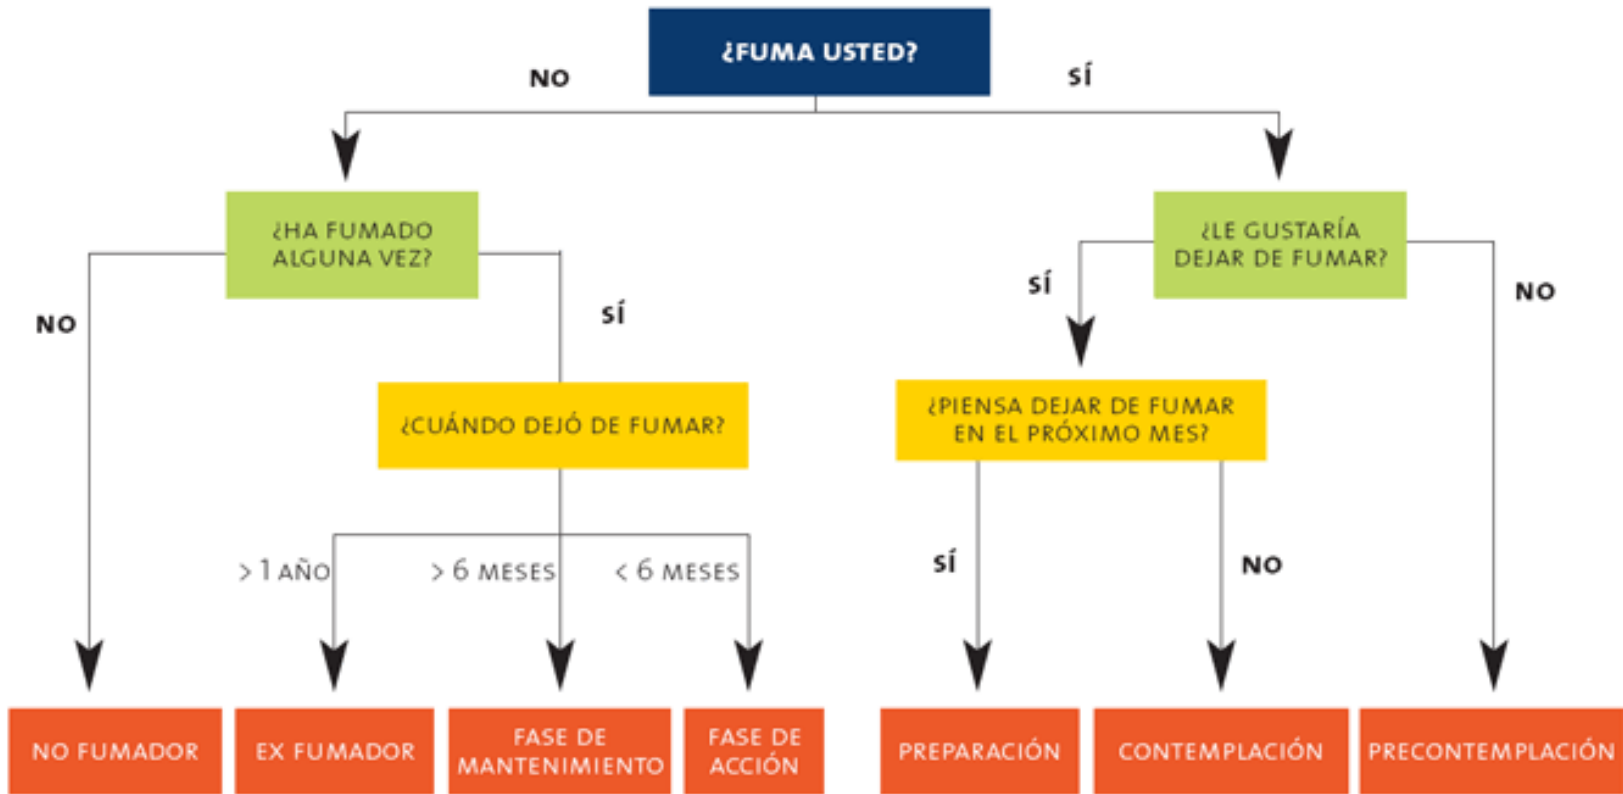 ¿FUMA USTED?
NO
SÍ
¿HA FUMADO
ALGUNA VEZ?
¿LE GUSTARÍA
DEJAR DE FUMAR?
NO
SÍ
SÍ
NO
¿CUÁNDO DEJÓ DE FUMAR?
¿PIENSA DEJAR DE FUMAR
EN EL PRÓXIMO MES?
> 1 AÑO
> 6 MESES
< 6 MESES
SÍ
NO
NO FUMADOR
EX FUMADOR
FASE DE
MANTENIMIENTO
FASE DE
ACCIÓN
PREPARACIÓN
CONTEMPLACIÓN
PRECONTEMPLACIÓN